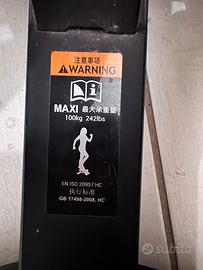 注意事项
⚠WARNING
MAXI 最大承重量
100kg 242lbs
EN ISO 20957 HC
执行标准
GB 17498-2008, HC
subito